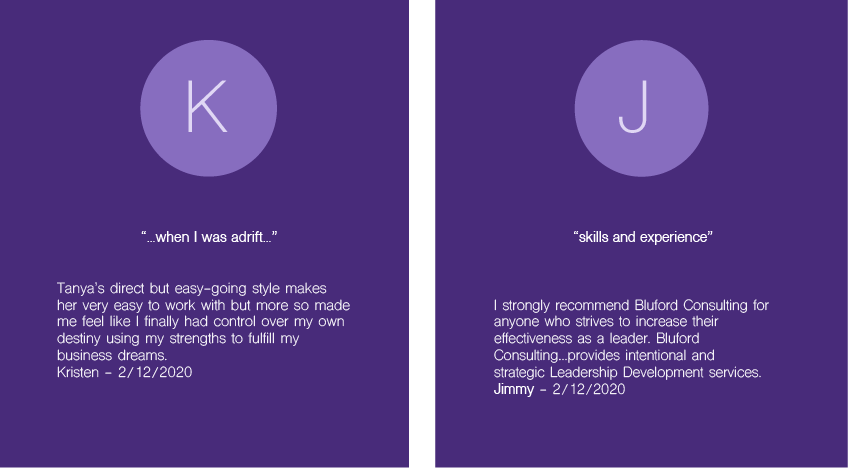 K
“...when I was adrift...”
Tanya's direct but easy-going style makes
her very easy to work with but more so made
me feel like I finally had control over my own
destiny using my strengths to fulfill my
business dreams.
Kristen - 2/12/2020
J
“skills and experience”
I strongly recommend Bluford Consulting for
anyone who strives to increase their
effectiveness as a leader. Bluford
Consulting...provides intentional and
strategic Leadership Development services.
Jimmy - 2/12/2020